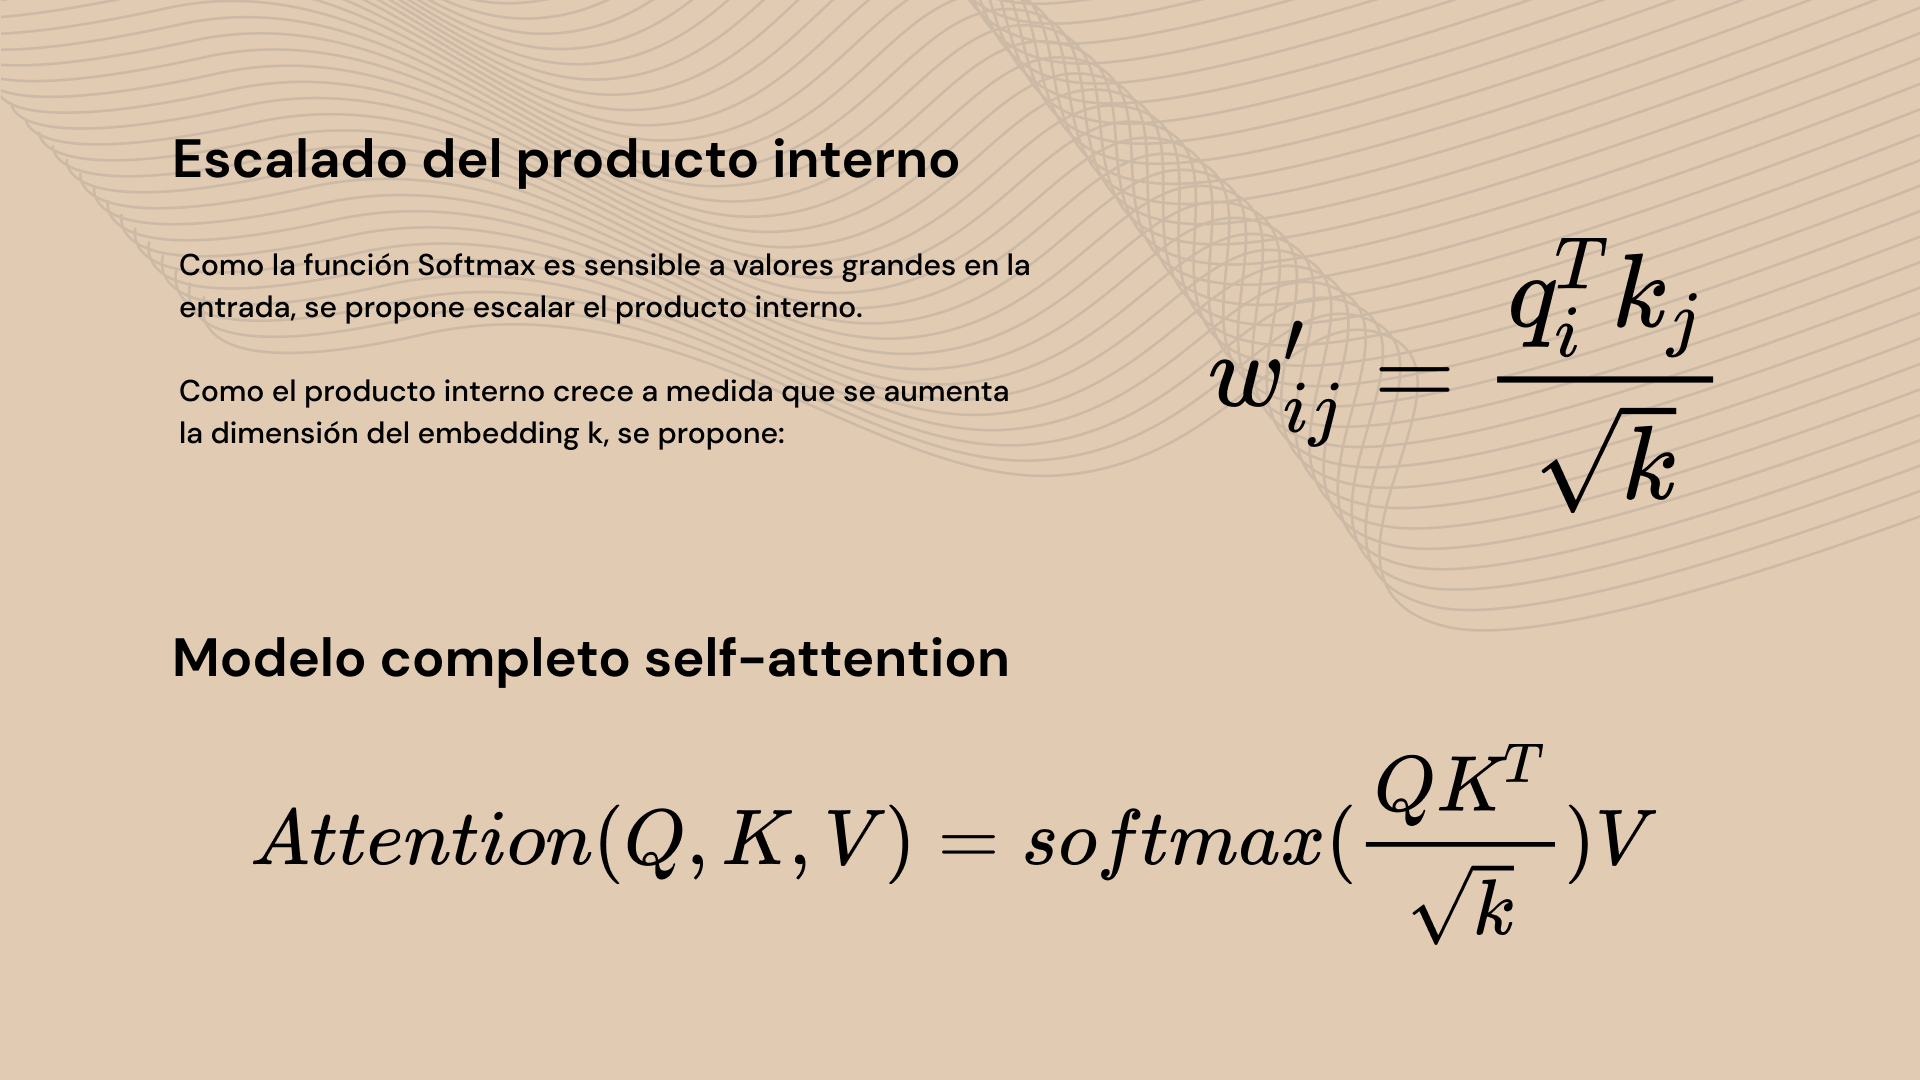 Escalado del producto interno
Como la función Softmax es sensible a valores grandes en la
entrada, se propone escalar el producto interno.
Como el producto interno crece a medida que se aumenta
la dimensión del embedding k, se propone:
w'_{ij} = \frac{q_i^T k_j}{\sqrt{k}}
Modelo completo self-attention
Attention(Q, K, V) = softmax(\frac{QK^T}{\sqrt{k}})V